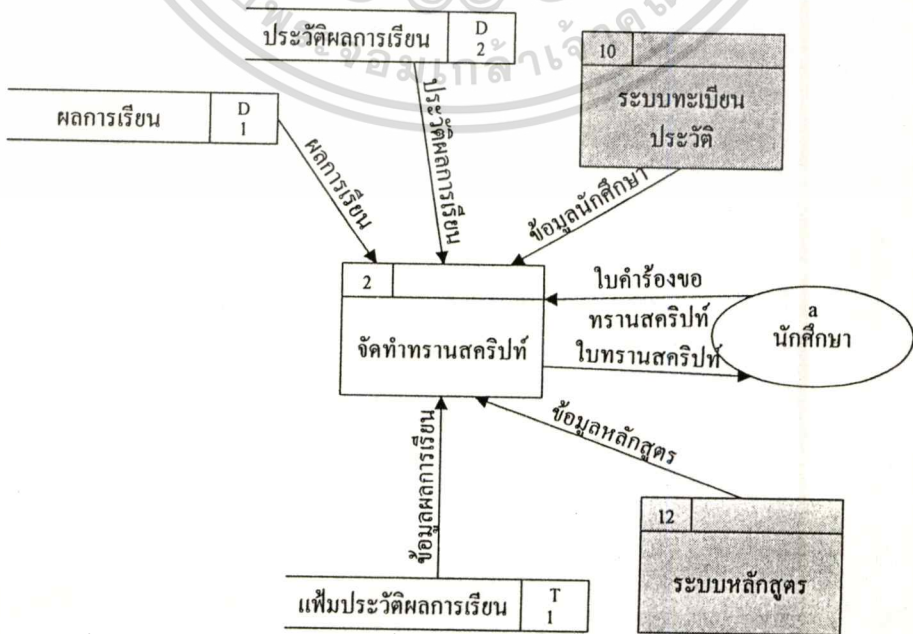 ประวัติผลการเรียน
D
2
ผลการเรียน
D
1
10
ระบบทะเบียน
ประวัติ
ผลการเรียน
ประวัติผลการเรียน
ข้อมูลนักศึกษา
2
จัดทำทรานสคริปท์
ใบคำร้องขอ
ทรานสคริปท์
ใบทรานสคริปท์
a
นักศึกษา
ข้อมูลผลการเรียน
ข้อมูลหลักสูตร
12
ระบบหลักสูตร
แฟ้มประวัติผลการเรียน
T
1